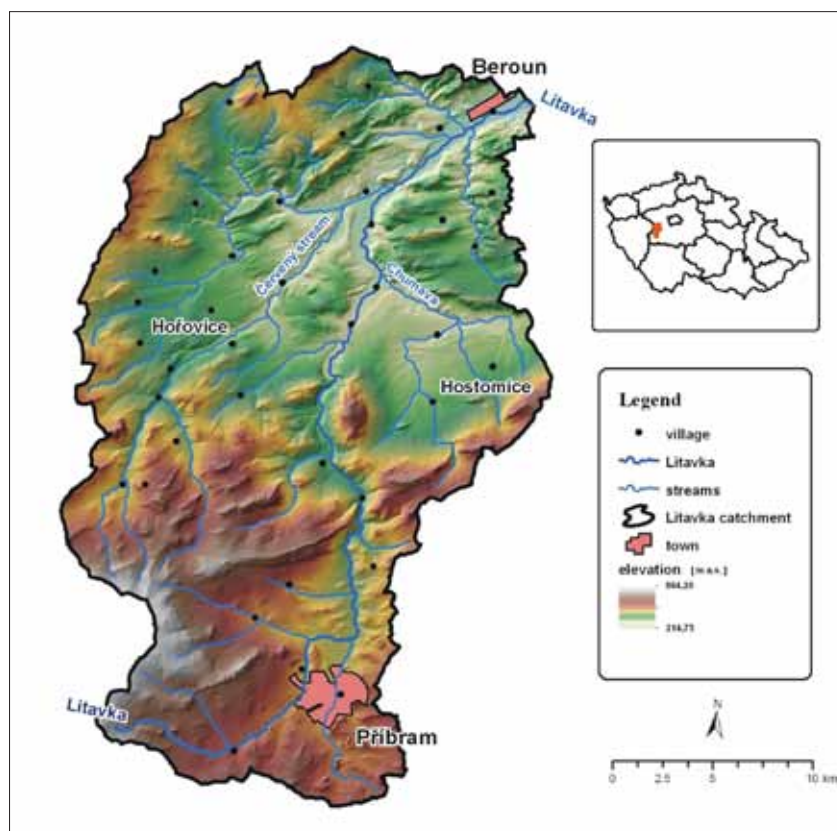 Beroun
Litavka
Červený stream
Chumava
Hořovice
Hostomice
Litavka
Příbram
Legend
village
Litavka
streams
Litavka catchment
town
elevation
N
0 2.5 5 10 km